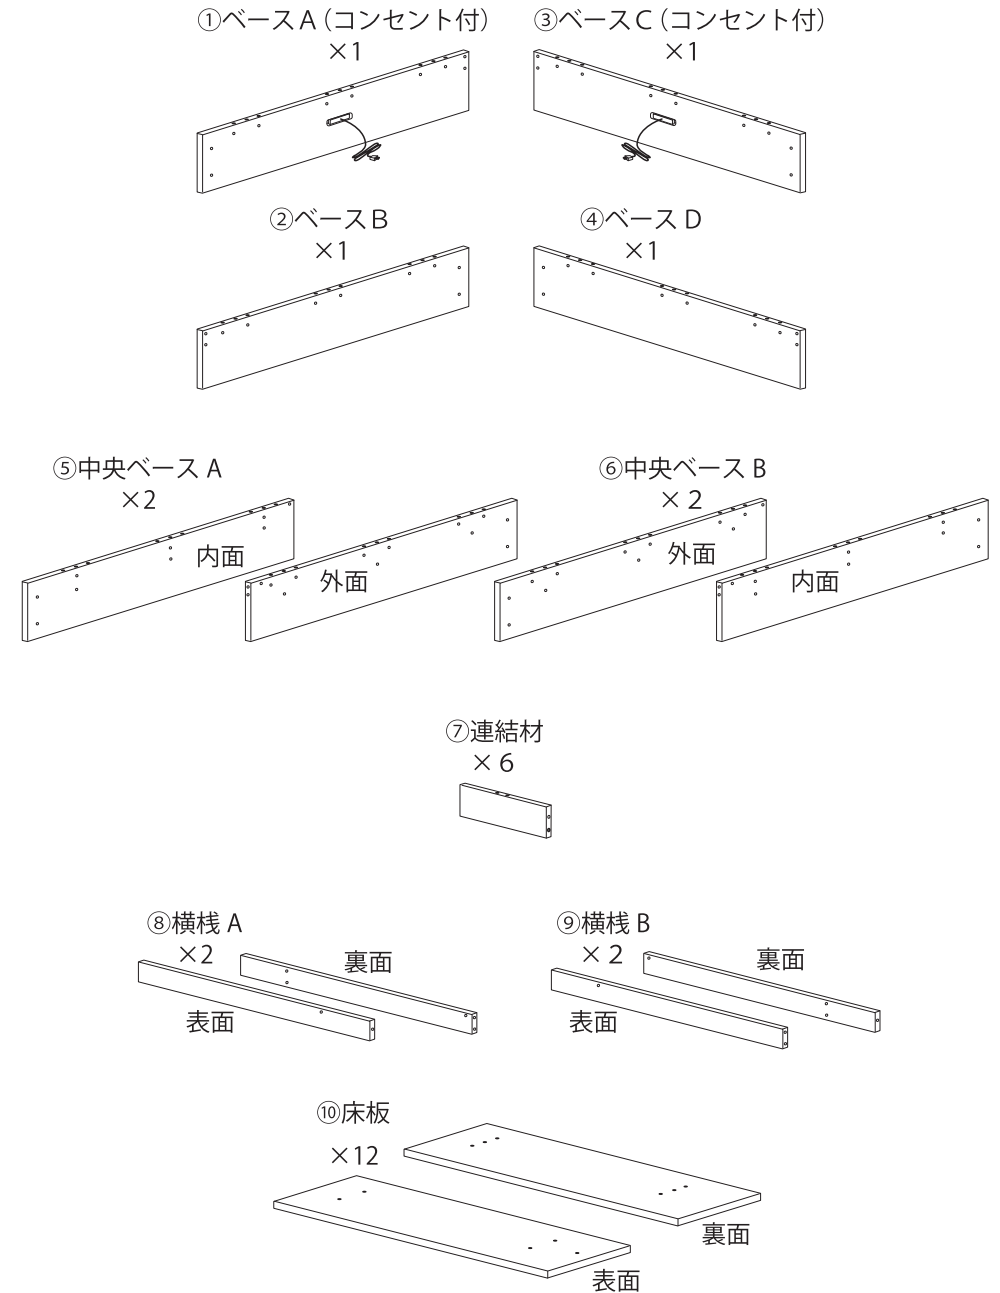 ①ベースA(コンセント付)
×1
③ベースC(コンセント付)
×1
②ベースB
×1
④ベースD
×1
⑤中央ベースA
×2
内面
外面
⑥中央ベースB
×2
外面
内面
⑦連結材
×6
⑧横桟A
×2
裏面
表面
⑨横桟B
×2
裏面
表面
⑩床板
×12
裏面
表面